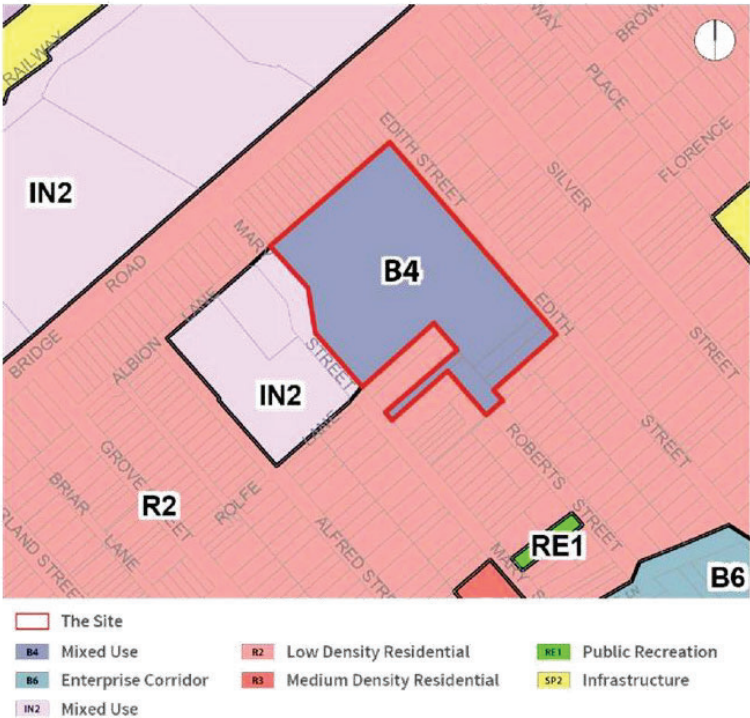 RAILWAY
WAY
BROW
PLACE
FLORENCE
EDITH STREET
SILVER
IN2
MARY
ROAD
B4
LANE
EDITH
BRIDGE
ALBION
STREET
STREET
IN2
LANE
GROVE STREET
ROBERTS STREET
STREET
BRIAR LANE
R2
ROLFE
ALFRED STR
RLAND STREET
MARY S
RE1
B6
The Site
B4 Mixed Use
R2 Low Density Residential
RE1 Public Recreation
B6 Enterprise Corridor
R3 Medium Density Residential
SP2 Infrastructure
IN2 Mixed Use